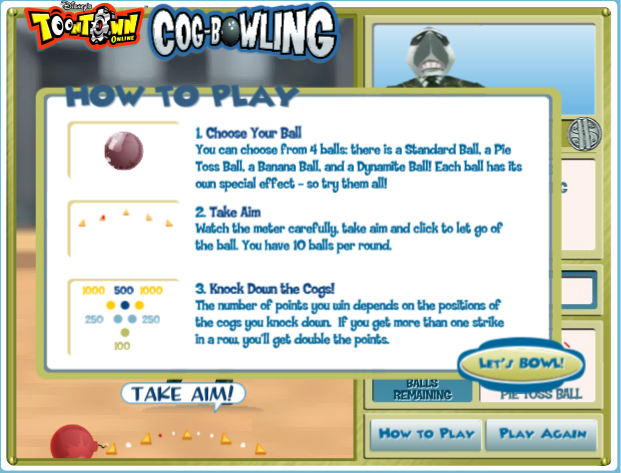 Disney's
TOONTOWN
ONLINE
COG-BOWLING
HOW TO PLAY
1. Choose Your Ball
You can choose from 4 balls: there is a Standard Ball, a Pie
Toss Ball, a Banana Ball, and a Dynamite Ball! Each ball has its
own special effect - so try them all!
2. Take Aim
Watch the meter carefully, take aim and click to let go of
the ball. You have 10 balls per round.
1000 500 1000
250 250
100
3. Knock Down the Cogs!
The number of points you win depends on the positions of
the cogs you knock down. If you get more than one strike
in a row, you'll get double the points.
LET'S BOWL!
BALLS
REMAINING
PIE TOSS BALL
TAKE AIM!
HOW TO PLAY
PLAY AGAIN